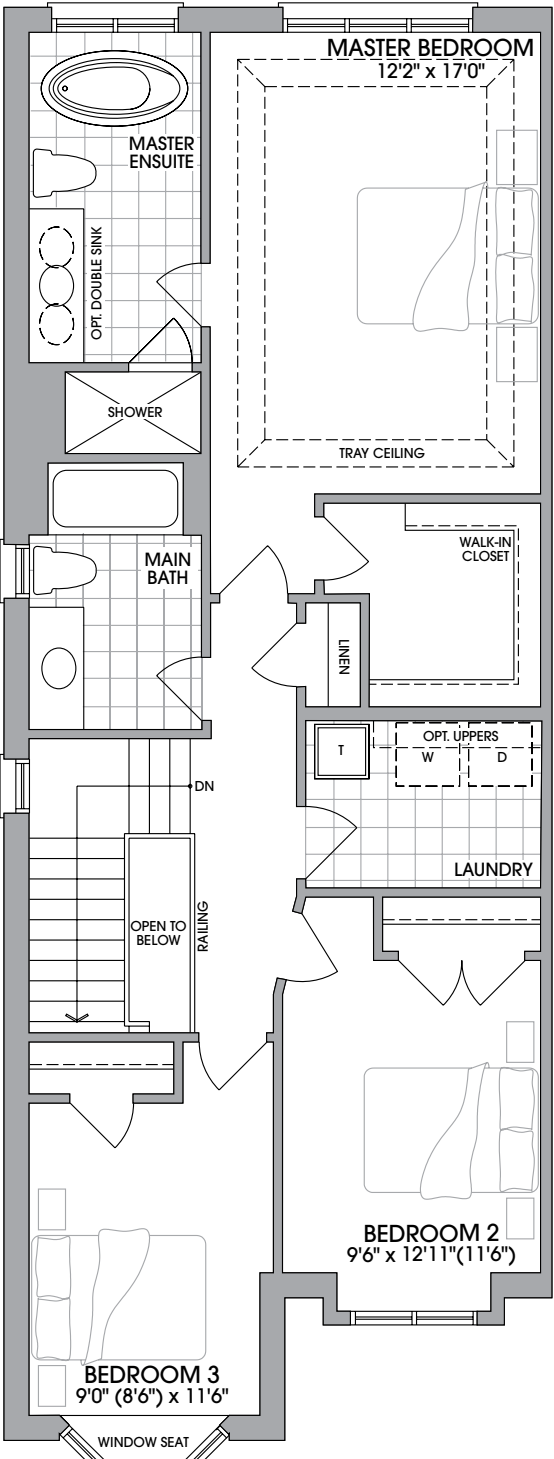 MASTER BEDROOM
12'2" x 17'0"
MASTER
ENSUITE
OPT. DOUBLE SINK
SHOWER
TRAY CEILING
MAIN
BATH
WALK-IN
CLOSET
LINEN
OPT. UPPERS
T
W
D
DN
LAUNDRY
OPEN TO
BELOW
RAILING
BEDROOM 2
9'6" x 12'11"(11'6")
BEDROOM 3
9'0" (8'6") x 11'6"
WINDOW SEAT